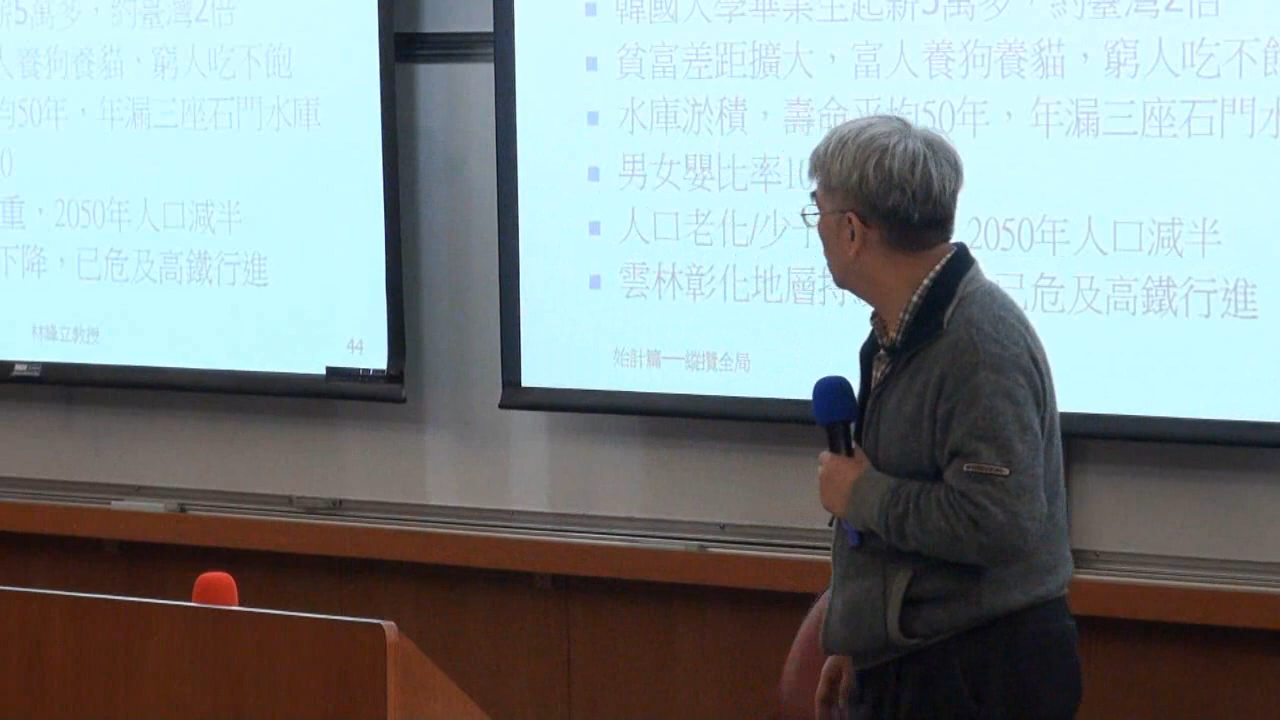 薪5萬多，約臺灣2倍
人養狗養貓，窮人吃不飽
均50年，年漏三座石門水庫
0
重，2050年人口減半
下降，已危及高鐵行進
44
韓國大學畢業生起薪5萬多，約臺灣2倍
貧富差距擴大，富人養狗養貓，窮人吃不飽
水庫淤積，壽命平均50年，年漏三座石門水
男女嬰比率10
人口老化/少
2050年人口減半
雲林彰化地層持
已危及高鐵行進
始計篇──縱攬全局